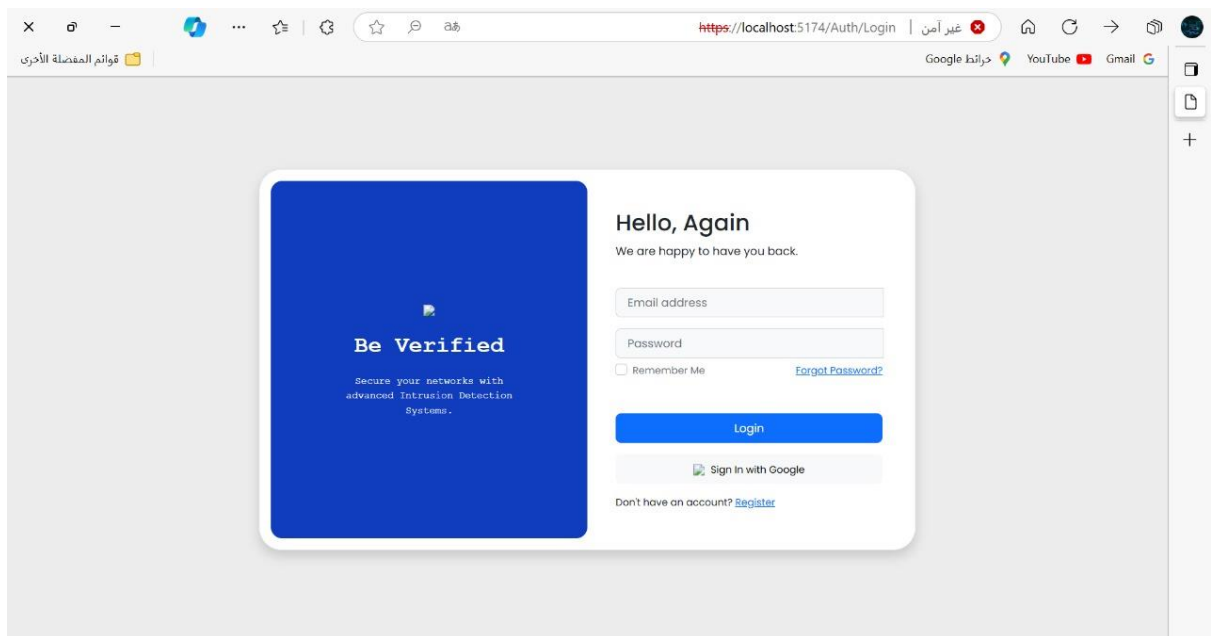 غير آمن | https://localhost:5174/Auth/Login
aあ
Gmail
YouTube
خرائط Google
قوائم المفضلة الأخرى
Be Verified
Secure your networks with
advanced Intrusion Detection
Systems.
Hello, Again
We are happy to have you back.
Email address
Password
Remember Me Forgot Password?
Login
Sign In with Google
Don't have an account? Register